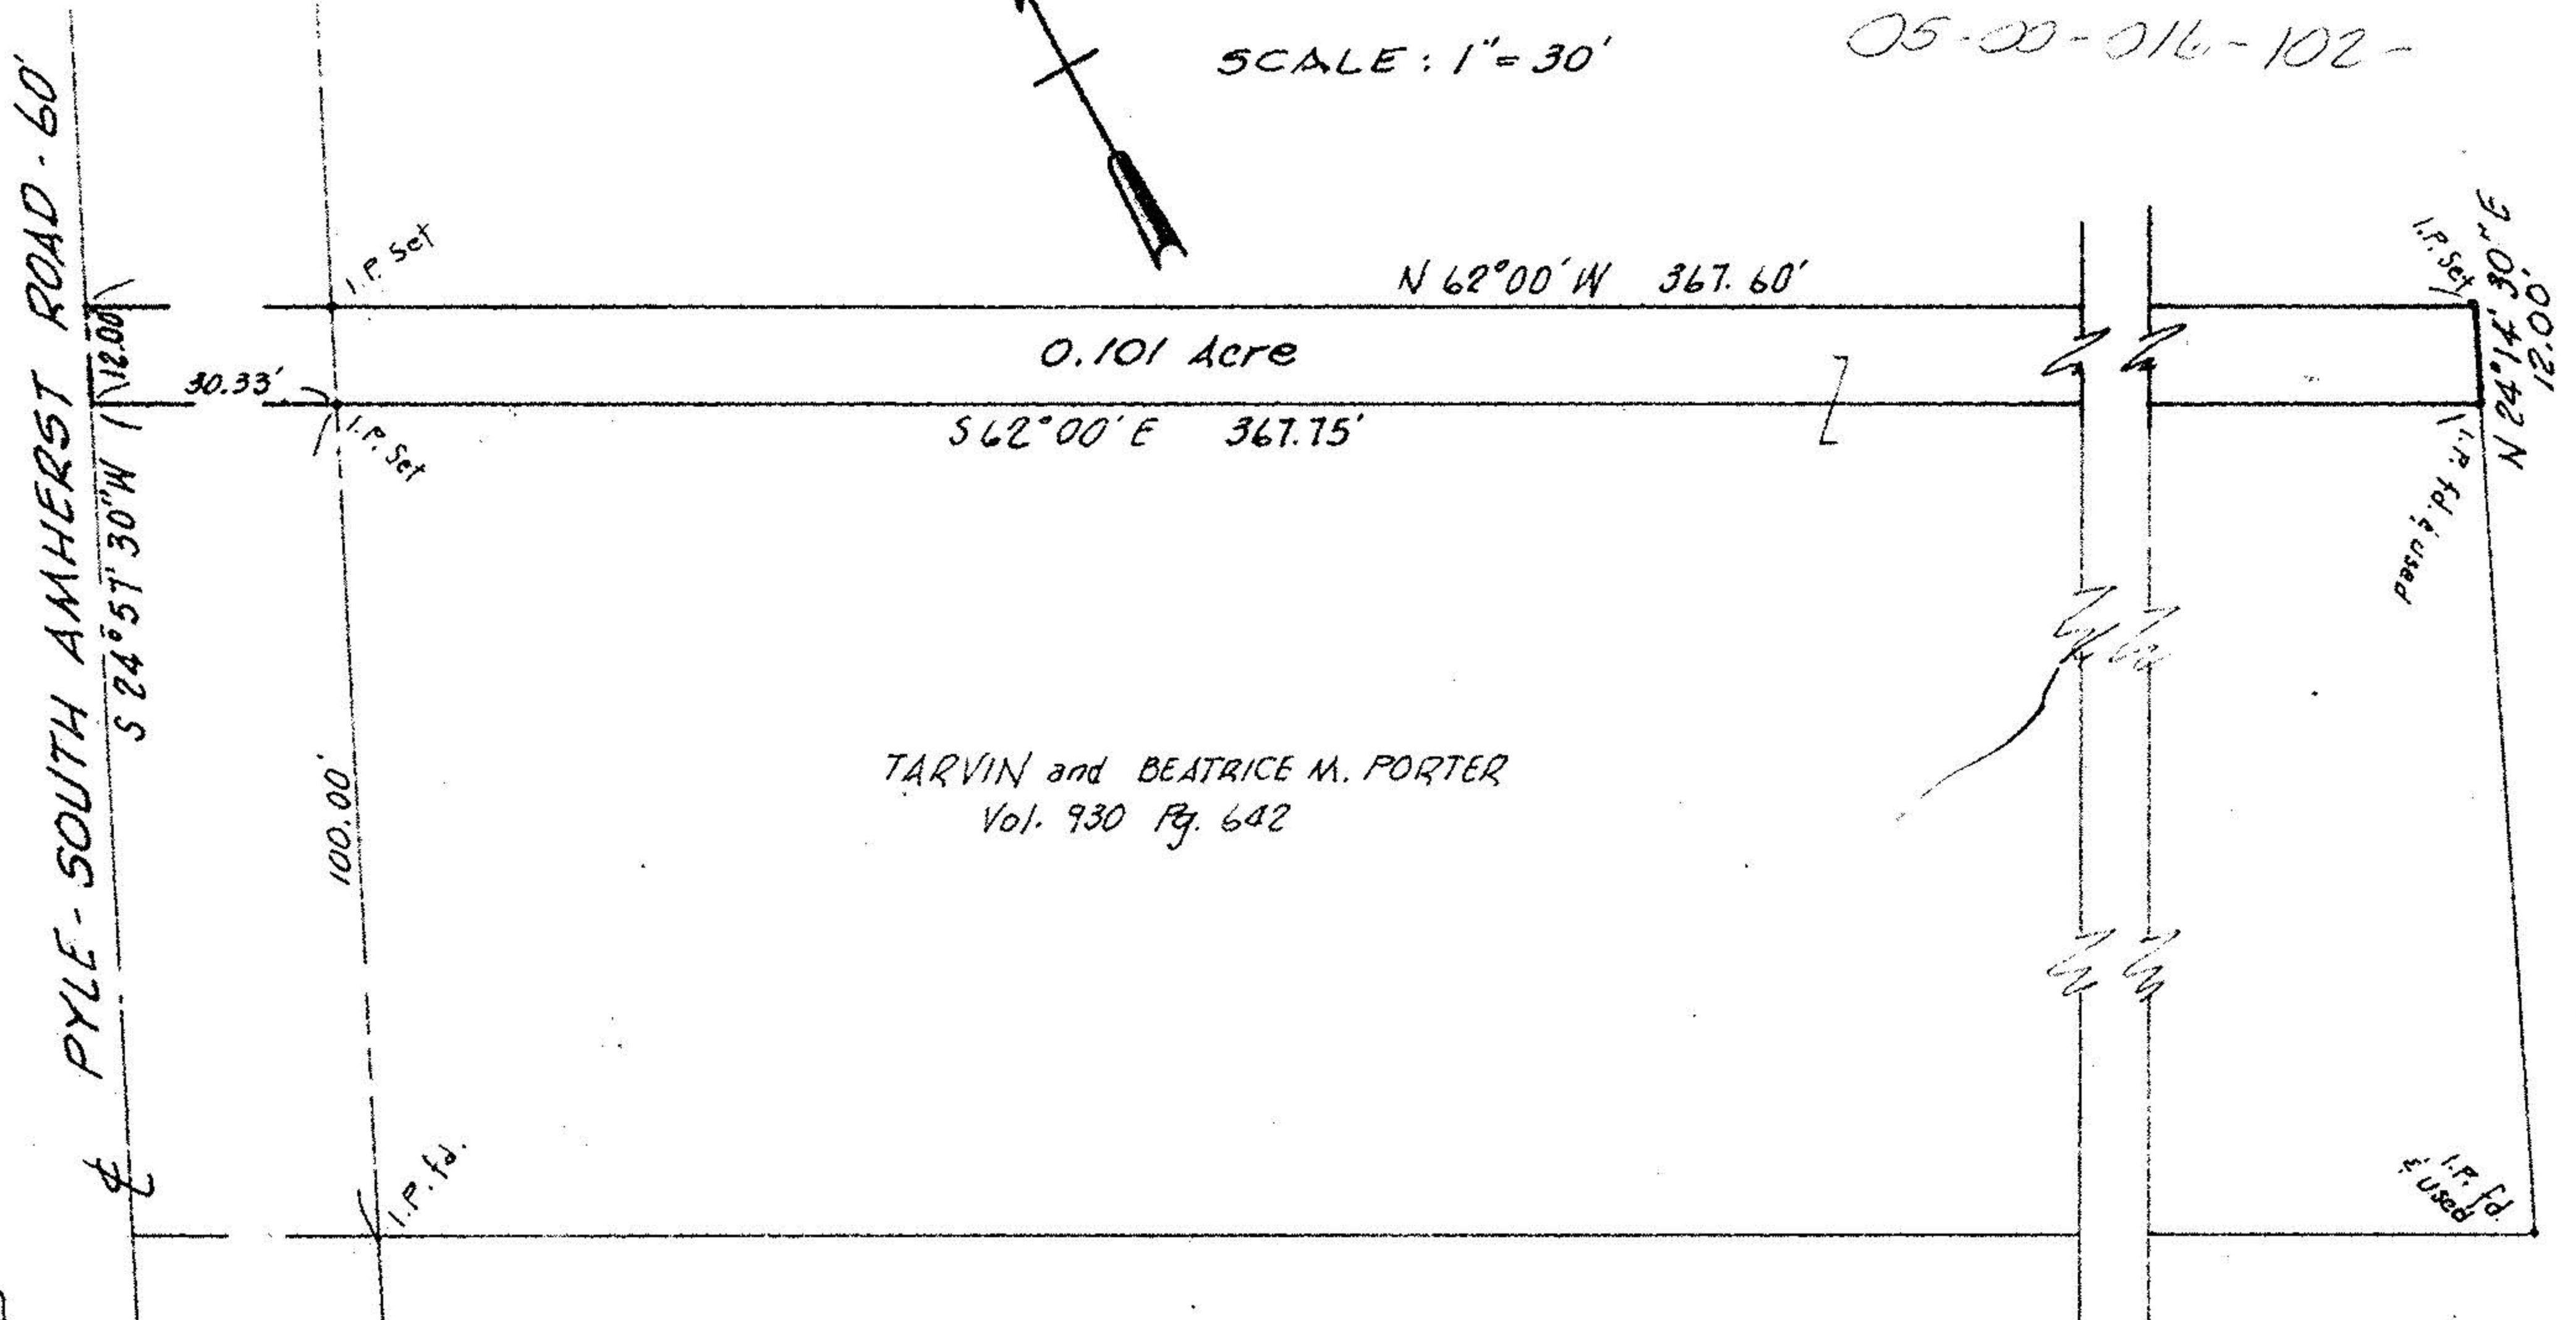 SCALE : 1" = 30'
05-00-016-102-
PYLE - SOUTH AMHERST ROAD - 60'
I.P. Set
I.P. Set
N 24°14' 30" E
12.00'
N 62°00' W 367.60'
12.00'
0.101 Acre
30.33'
S 62°00' E 367.75'
I.P. Set
I.P. fd. & used
S 24°57' 30" W
TARVIN and BEATRICE M. PORTER
Vol. 930 Pg. 642
100.00'
I.P. fd.
I.P. fd.
& used
℄